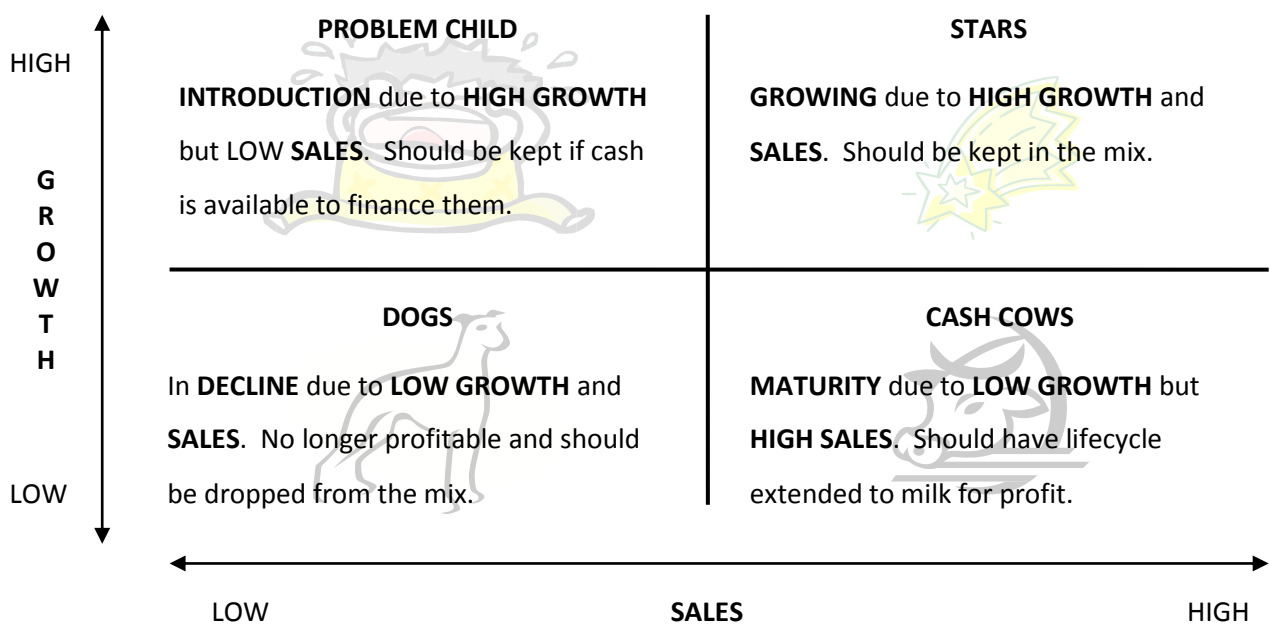 PROBLEM CHILD
INTRODUCTION due to HIGH GROWTH
but LOW SALES. Should be kept if cash
is available to finance them.
STARS
GROWING due to HIGH GROWTH and
SALES. Should be kept in the mix.
HIGH
G
R
O
W
T
H
LOW
DOGS
In DECLINE due to LOW GROWTH and
SALES. No longer profitable and should
be dropped from the mix.
CASH COWS
MATURITY due to LOW GROWTH but
HIGH SALES. Should have lifecycle
extended to milk for profit.
LOW SALES HIGH